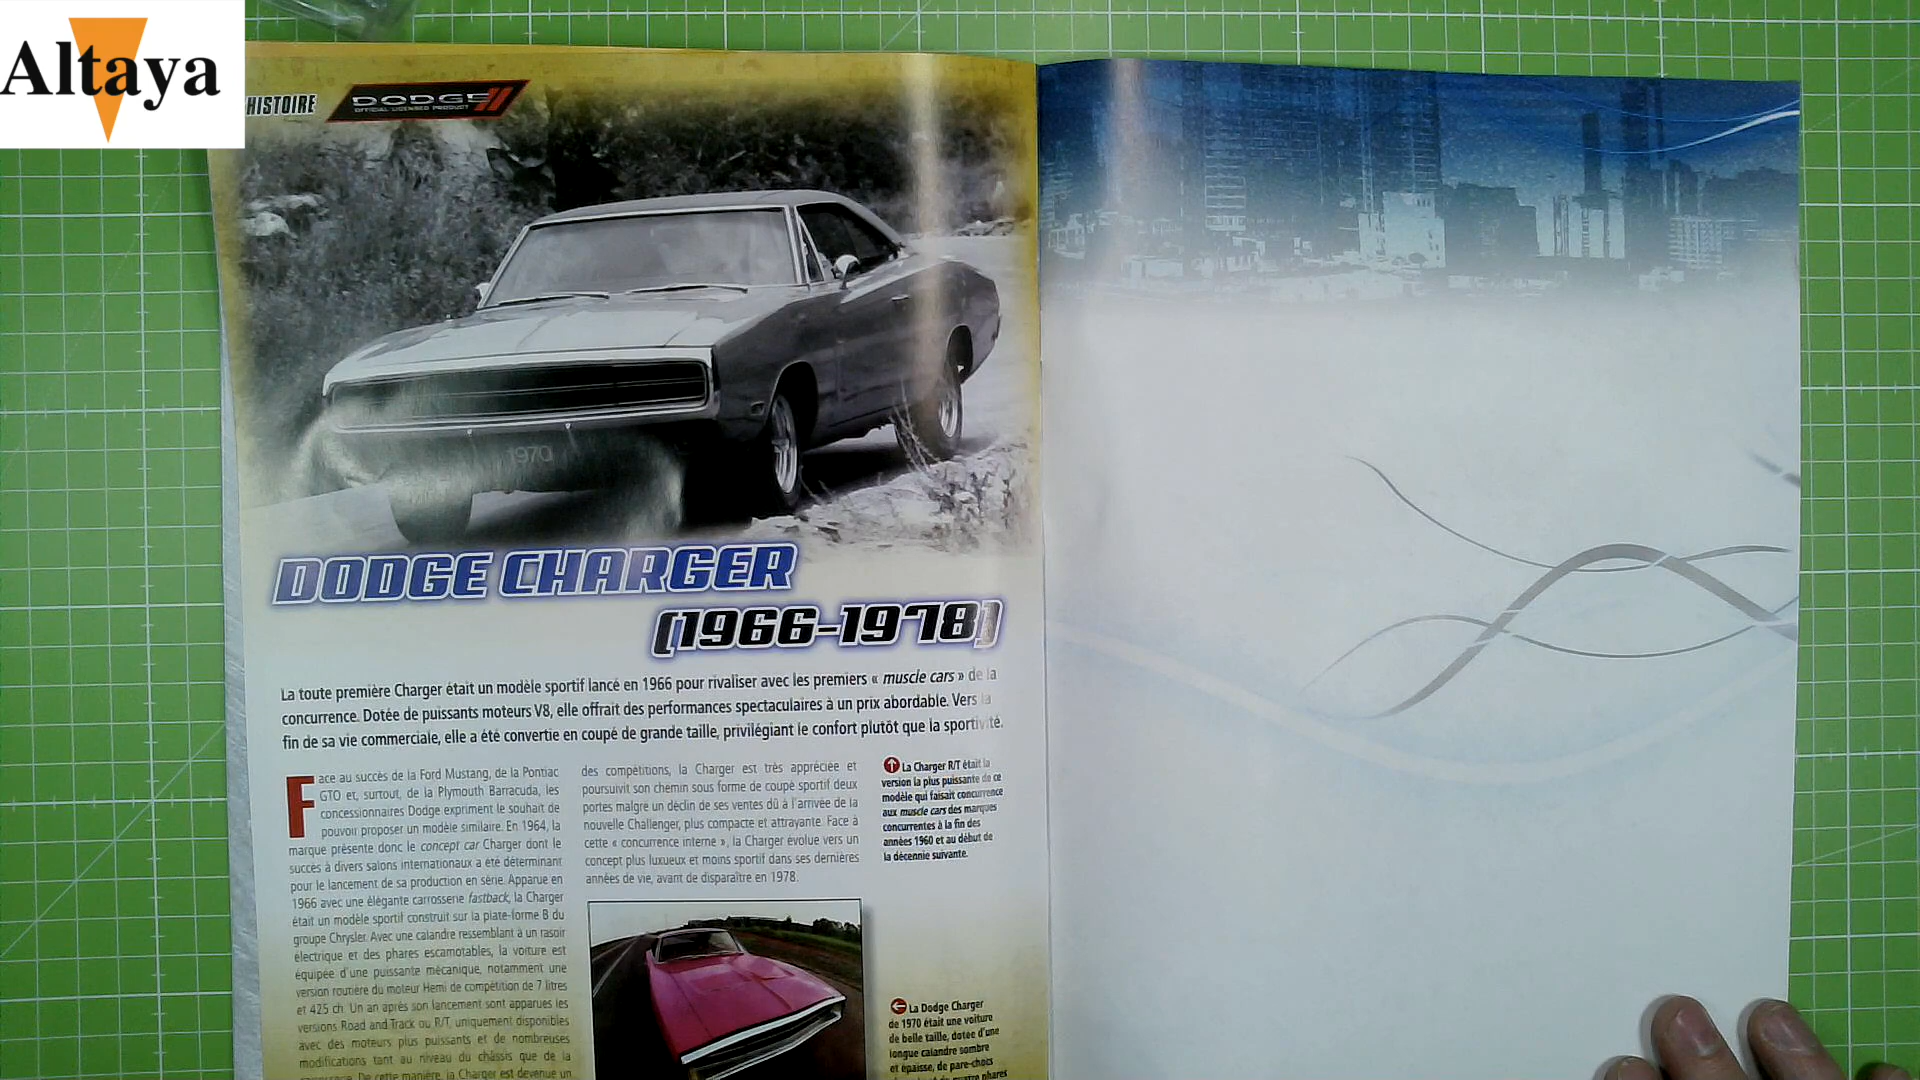 Altaya
HISTOIRE
DODGE
OFFICIAL LICENSED PRODUCT
1970
DODGE CHARGER
(1966-1978)
La toute première Charger était un modèle sportif lancé en 1966 pour rivaliser avec les premiers « muscle cars » de la
concurrence. Dotée de puissants moteurs V8, elle offrait des performances spectaculaires à un prix abordable. Vers la
fin de sa vie commerciale, elle a été convertie en coupé de grande taille, privilégiant le confort plutôt que la sportivité.
Face au succès de la Ford Mustang, de la Pontiac
GTO et, surtout, de la Plymouth Barracuda, les
concessionnaires Dodge expriment le souhait de
pouvoir proposer un modèle similaire. En 1964, la
marque présente donc le concept car Charger dont le
succès à divers salons internationaux a été déterminant
pour le lancement de sa production en série. Apparue en
1966 avec une élégante carrosserie fastback, la Charger
était un modèle sportif construit sur la plate-forme B du
groupe Chrysler. Avec une calandre ressemblant à un rasoir
électrique et des phares escamotables, la voiture est
équipée d'une puissante mécanique, notamment une
version routière du moteur Hemi de compétition de 7 litres
et 425 ch. Un an après son lancement sont apparues les
versions Road and Track ou R/T, uniquement disponibles
avec des moteurs plus puissants et de nombreuses
modifications tant au niveau du châssis que de la
carrosserie. De cette manière, la Charger est devenue un
des compétitions, la Charger est très appréciée et
poursuivit son chemin sous forme de coupé sportif deux
portes malgré un déclin de ses ventes dû à l'arrivée de la
nouvelle Challenger, plus compacte et attrayante. Face à
cette « concurrence interne », la Charger évolue vers un
concept plus luxueux et moins sportif dans ses dernières
années de vie, avant de disparaître en 1978.
La Charger R/T était la
version la plus puissante de ce
modèle qui faisait concurrence
aux muscle cars des marques
concurrentes à la fin des
années 1960 et au début de
la décennie suivante.
La Dodge Charger
de 1970 était une voiture
de belle taille, dotée d'une
longue calandre sombre
et épaisse, de pare-chocs
quatre phares